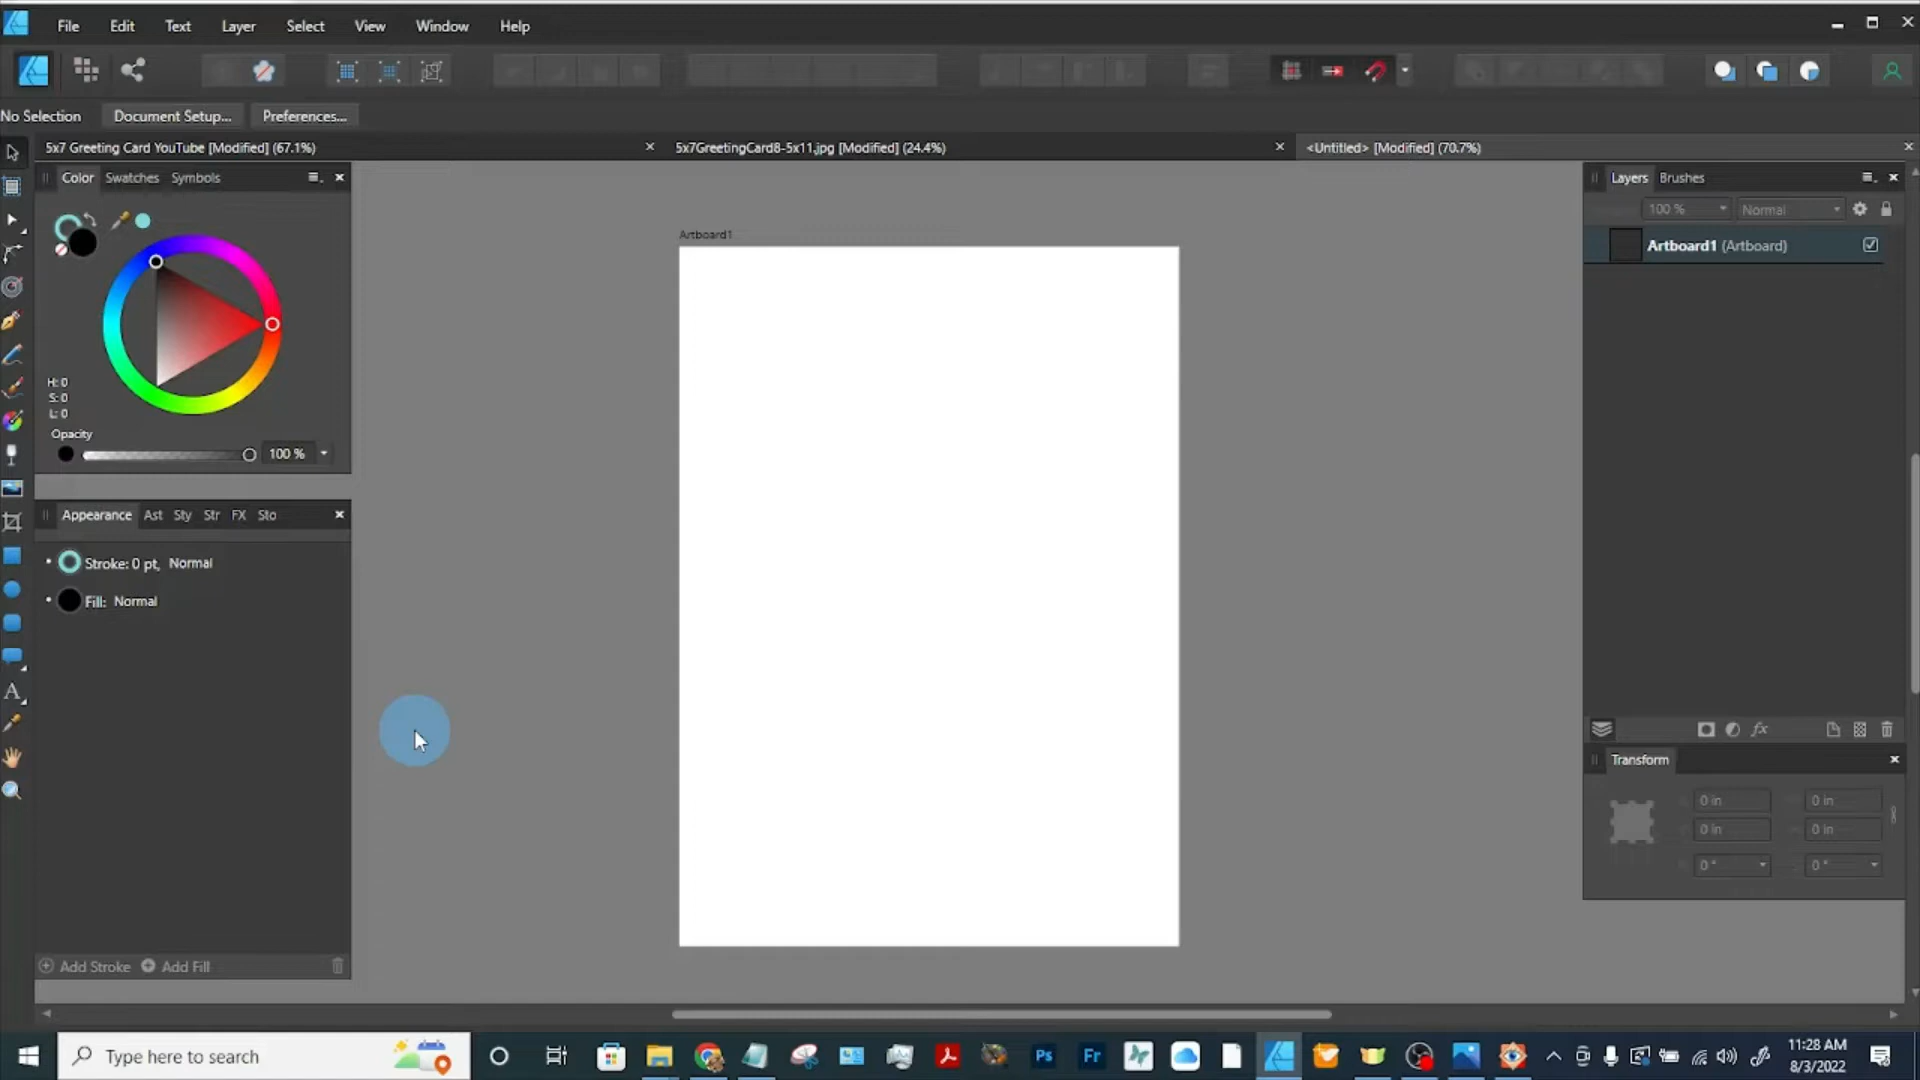 File Edit Text Layer Select View Window Help
No Selection Document Setup... Preferences...
5x7 Greeting Card YouTube [Modified] (67.1%) 5x7GreetingCard8-5x11.jpg [Modified] (24.4%) <Untitled> [Modified] (70.7%)
Color Swatches Symbols
H: 0
S: 0
L: 0
Opacity
100 %
Appearance Ast Sty Str FX Sto
Stroke: 0 pt, Normal
Fill: Normal
Add Stroke Add Fill
Artboard1
Layers Brushes
100 % Normal
Artboard1 (Artboard)
fx
Transform
0 in 0 in
0 in 0 in
0 ° 0 °
Type here to search
Ps Fr
11:28 AM
8/3/2022